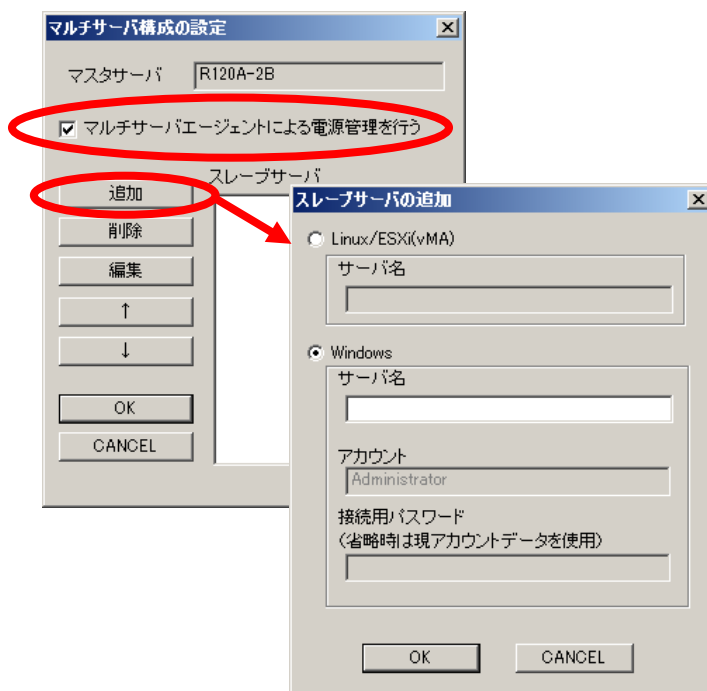 マルチサーバ構成の設定
マスタサーバ R120A-2B
マルチサーバエージェントによる電源管理を行う
スレーブサーバ
追加
削除
編集
↑
↓
OK
CANCEL
スレーブサーバの追加
Linux/ESXi(vMA)
サーバ名
Windows
サーバ名
アカウント
Administrator
接続用パスワード
(省略時は現アカウントデータを使用)
OK CANCEL